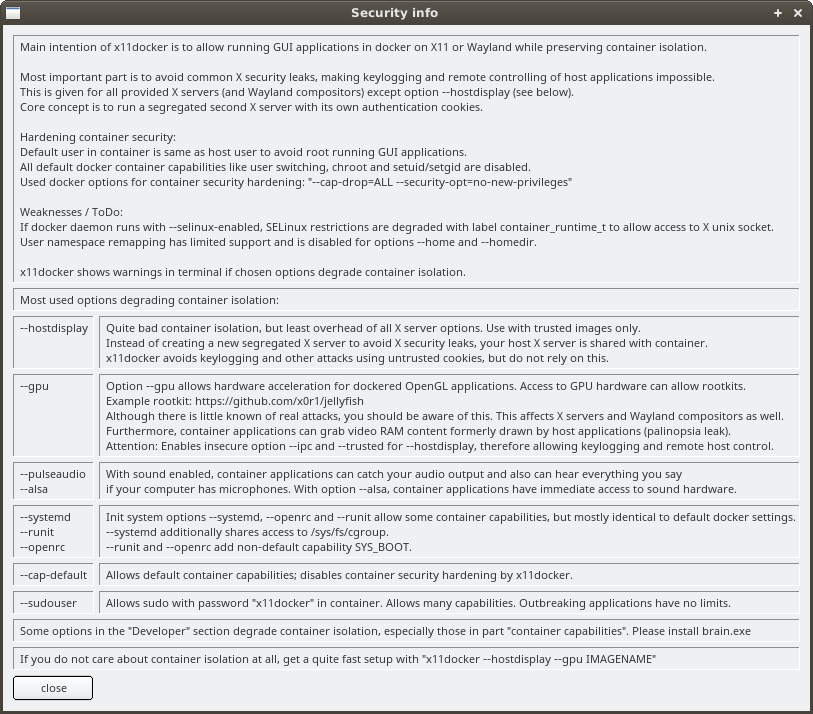 Security info
Main intention of x11docker is to allow running GUI applications in docker on X11 or Wayland while preserving container isolation.
Most important part is to avoid common X security leaks, making keylogging and remote controlling of host applications impossible.
This is given for all provided X servers (and Wayland compositors) except option --hostdisplay (see below).
Core concept is to run a segregated second X server with its own authentication cookies.
Hardening container security:
Default user in container is same as host user to avoid root running GUI applications.
All default docker container capabilities like user switching, chroot and setuid/setgid are disabled.
Used docker options for container security hardening: "--cap-drop=ALL --security-opt=no-new-privileges"
Weaknesses / ToDo:
If docker daemon runs with --selinux-enabled, SELinux restrictions are degraded with label container_runtime_t to allow access to X unix socket.
User namespace remapping has limited support and is disabled for options --home and --homedir.
x11docker shows warnings in terminal if chosen options degrade container isolation.
Most used options degrading container isolation:
--hostdisplay
Quite bad container isolation, but least overhead of all X server options. Use with trusted images only.
Instead of creating a new segregated X server to avoid X security leaks, your host X server is shared with container.
x11docker avoids keylogging and other attacks using untrusted cookies, but do not rely on this.
--gpu
Option --gpu allows hardware acceleration for dockered OpenGL applications. Access to GPU hardware can allow rootkits.
Example rootkit: https://github.com/x0r1/jellyfish
Although there is little known of real attacks, you should be aware of this. This affects X servers and Wayland compositors as well.
Furthermore, container applications can grab video RAM content formerly drawn by host applications (palinopsia leak).
Attention: Enables insecure option --ipc and --trusted for --hostdisplay, therefore allowing keylogging and remote host control.
--pulseaudio
--alsa
With sound enabled, container applications can catch your audio output and also can hear everything you say
if your computer has microphones. With option --alsa, container applications have immediate access to sound hardware.
--systemd
--runit
--openrc
Init system options --systemd, --openrc and --runit allow some container capabilities, but mostly identical to default docker settings.
--systemd additionally shares access to /sys/fs/cgroup.
--runit and --openrc add non-default capability SYS_BOOT.
--cap-default
Allows default container capabilities; disables container security hardening by x11docker.
--sudouser
Allows sudo with password "x11docker" in container. Allows many capabilities. Outbreaking applications have no limits.
Some options in the "Developer" section degrade container isolation, especially those in part "container capabilities". Please install brain.exe
If you do not care about container isolation at all, get a quite fast setup with "x11docker --hostdisplay --gpu IMAGENAME"
close